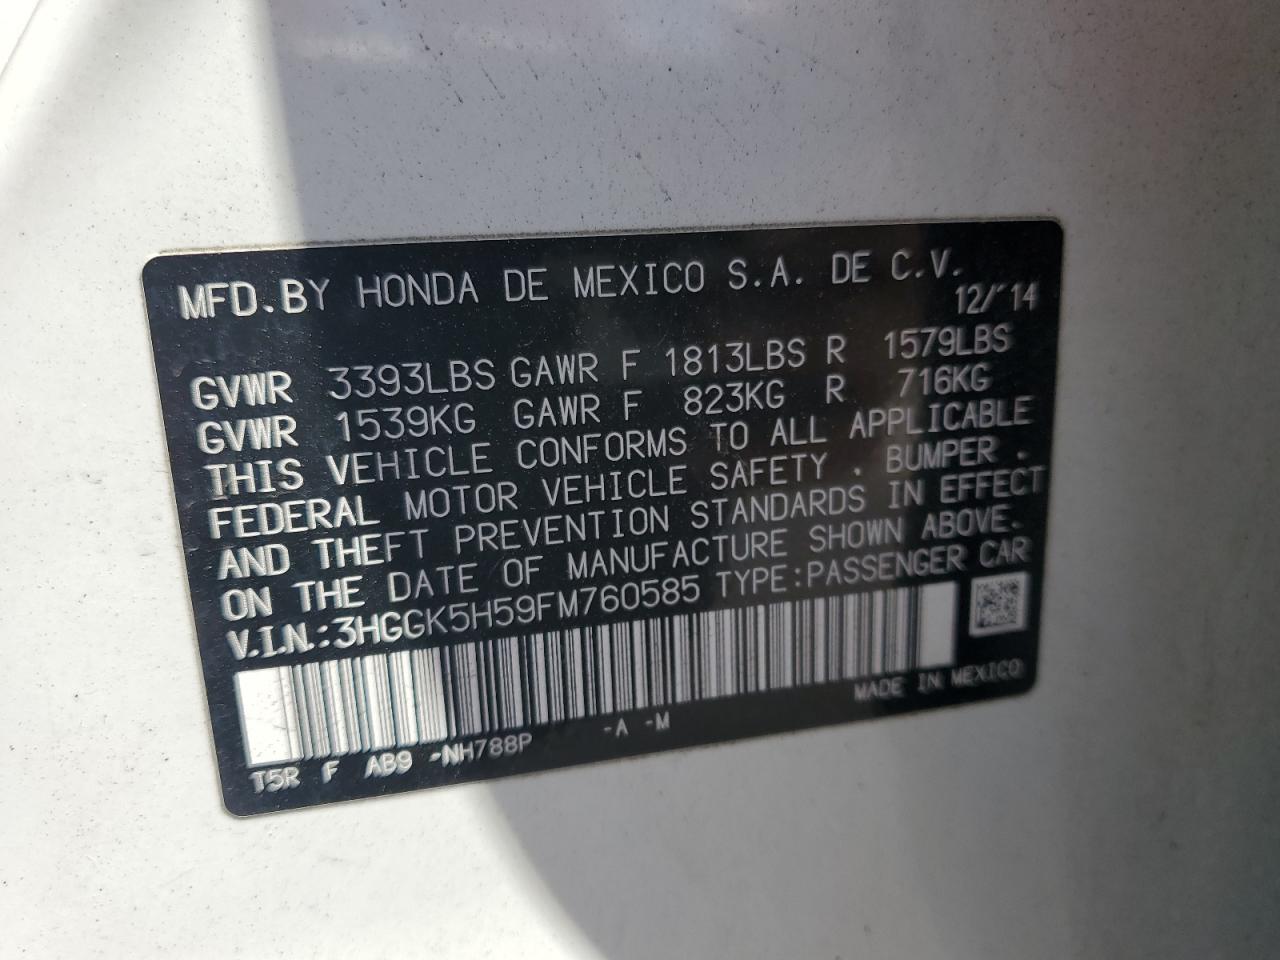 MFD.BY HONDA DE MEXICO S.A. DE C.V.
12/'14
GVWR 3393LBS GAWR F 1813LBS R 1579LBS
GVWR 1539KG GAWR F 823KG R 716KG
THIS VEHICLE CONFORMS TO ALL APPLICABLE
FEDERAL MOTOR VEHICLE SAFETY , BUMPER ,
AND THEFT PREVENTION STANDARDS IN EFFECT
ON THE DATE OF MANUFACTURE SHOWN ABOVE.
V.I.N.:3HGGK5H59FM760585 TYPE:PASSENGER CAR
MADE IN MEXICO
T5R F AB9 -NH788P -A -M